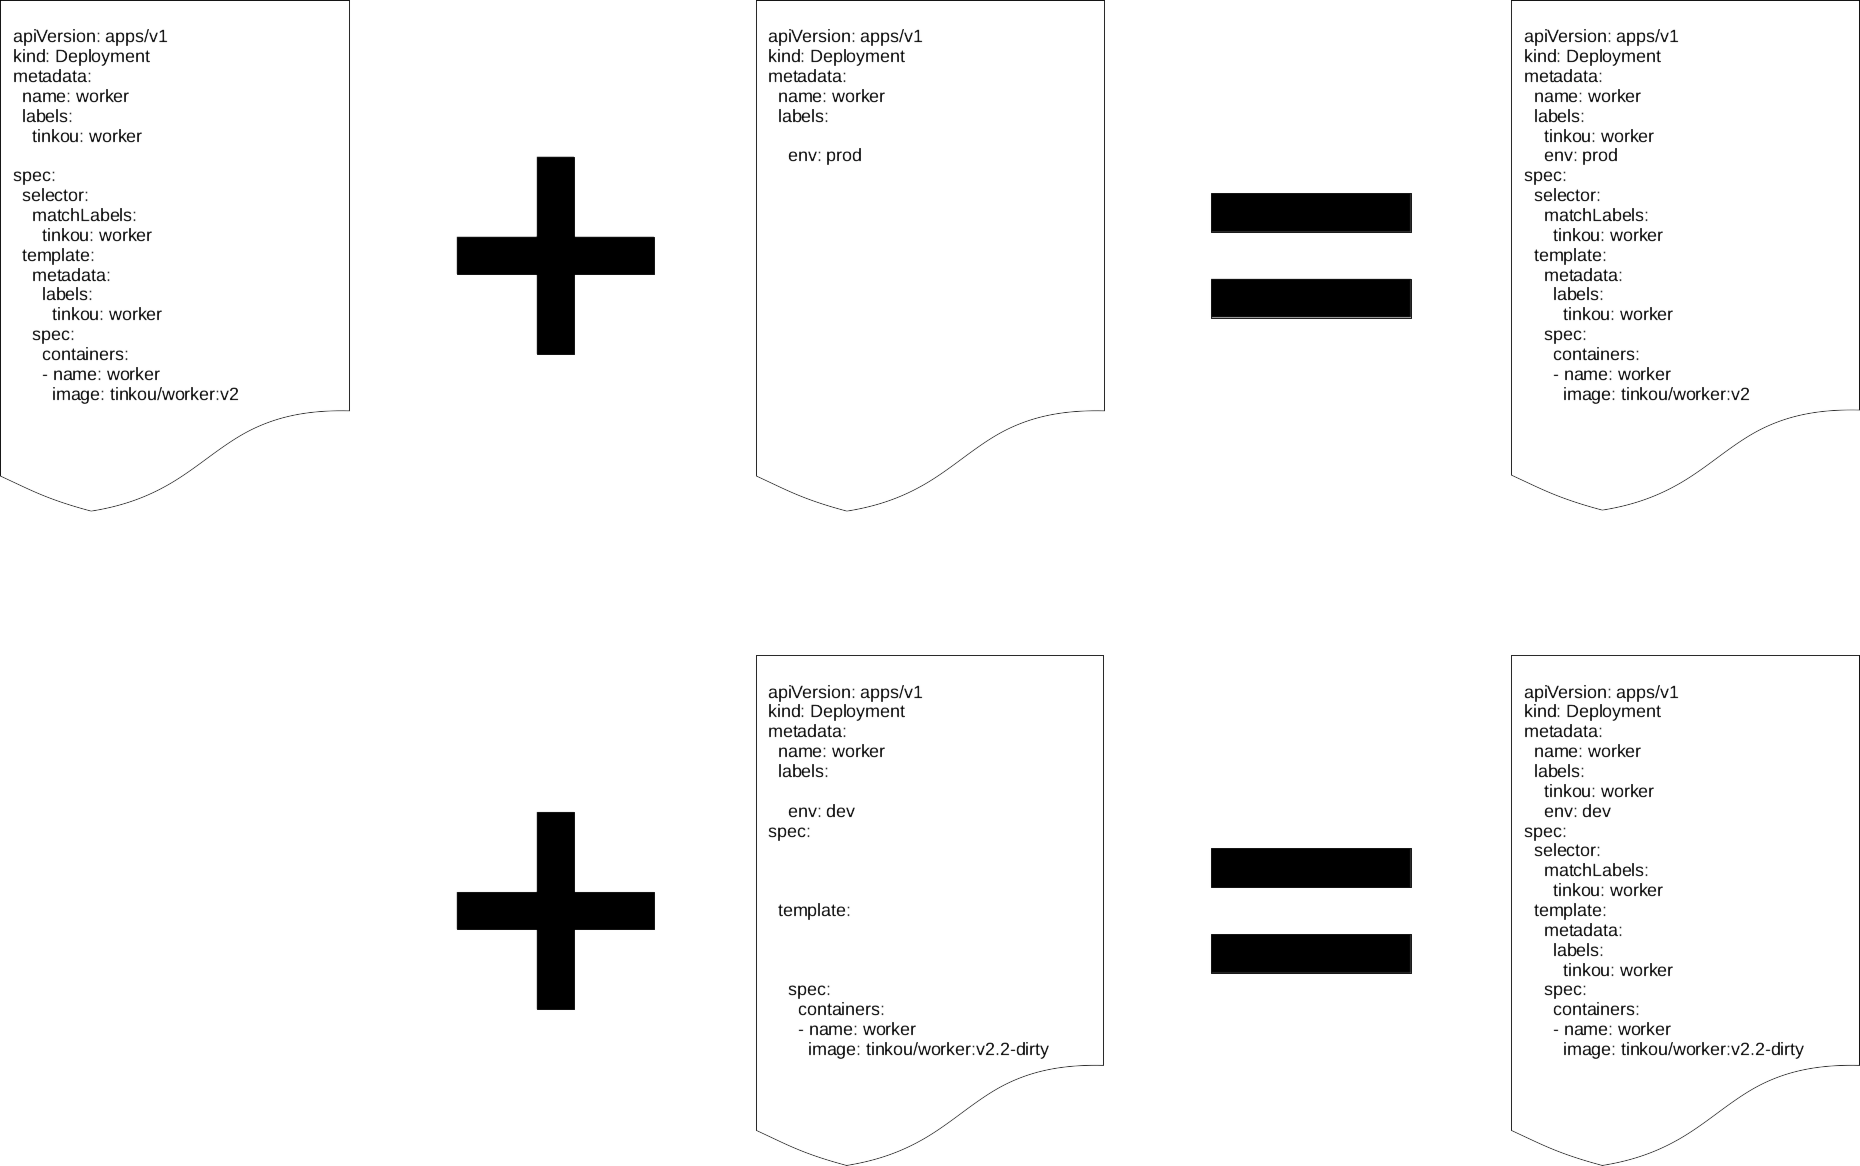 apiVersion: apps/v1
kind: Deployment
metadata:
  name: worker
  labels:
    tinkou: worker

spec:
  selector:
    matchLabels:
      tinkou: worker
  template:
    metadata:
      labels:
        tinkou: worker
    spec:
      containers:
      - name: worker
        image: tinkou/worker:v2

apiVersion: apps/v1
kind: Deployment
metadata:
  name: worker
  labels:

    env: prod

apiVersion: apps/v1
kind: Deployment
metadata:
  name: worker
  labels:
    tinkou: worker
    env: prod
spec:
  selector:
    matchLabels:
      tinkou: worker
  template:
    metadata:
      labels:
        tinkou: worker
    spec:
      containers:
      - name: worker
        image: tinkou/worker:v2

apiVersion: apps/v1
kind: Deployment
metadata:
  name: worker
  labels:

    env: dev
spec:

  template:

    spec:
      containers:
      - name: worker
        image: tinkou/worker:v2.2-dirty

apiVersion: apps/v1
kind: Deployment
metadata:
  name: worker
  labels:
    tinkou: worker
    env: dev
spec:
  selector:
    matchLabels:
      tinkou: worker
  template:
    metadata:
      labels:
        tinkou: worker
    spec:
      containers:
      - name: worker
        image: tinkou/worker:v2.2-dirty